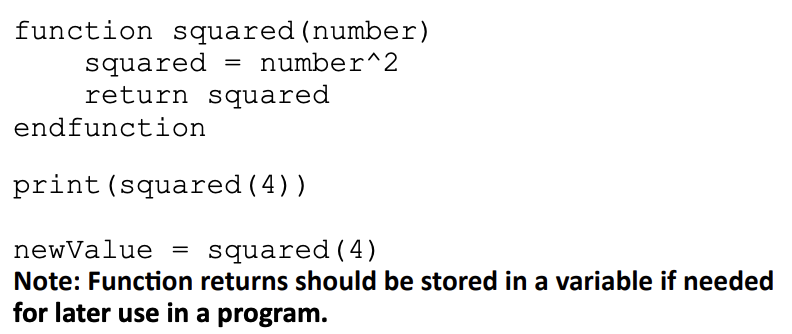 function squared(number)
    squared = number^2
    return squared
endfunction
print(squared(4))
newValue = squared(4)
Note: Function returns should be stored in a variable if needed
for later use in a program.